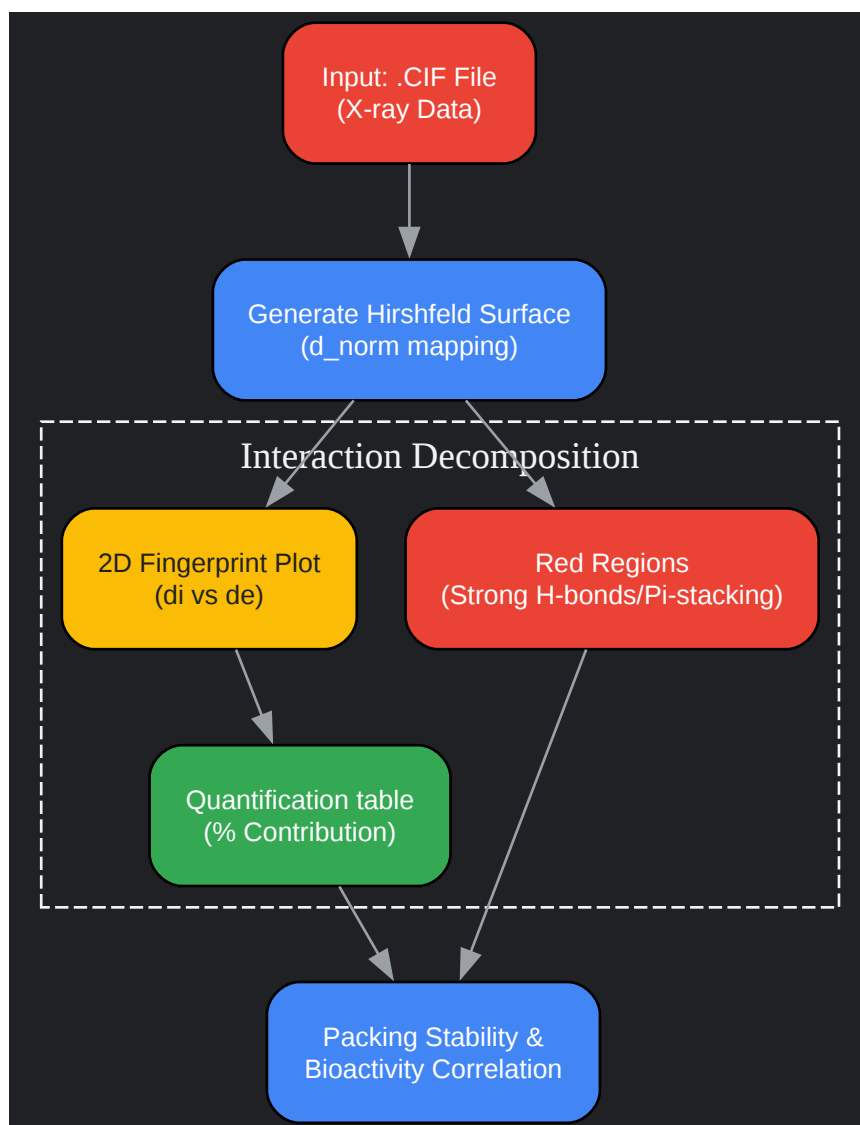 Input: .CIF File
(X-ray Data)
Generate Hirshfeld Surface
(d_norm mapping)
Interaction Decomposition
2D Fingerprint Plot
(di vs de)
Red Regions
(Strong H-bonds/Pi-stacking)
Quantification table
(% Contribution)
Packing Stability &
Bioactivity Correlation